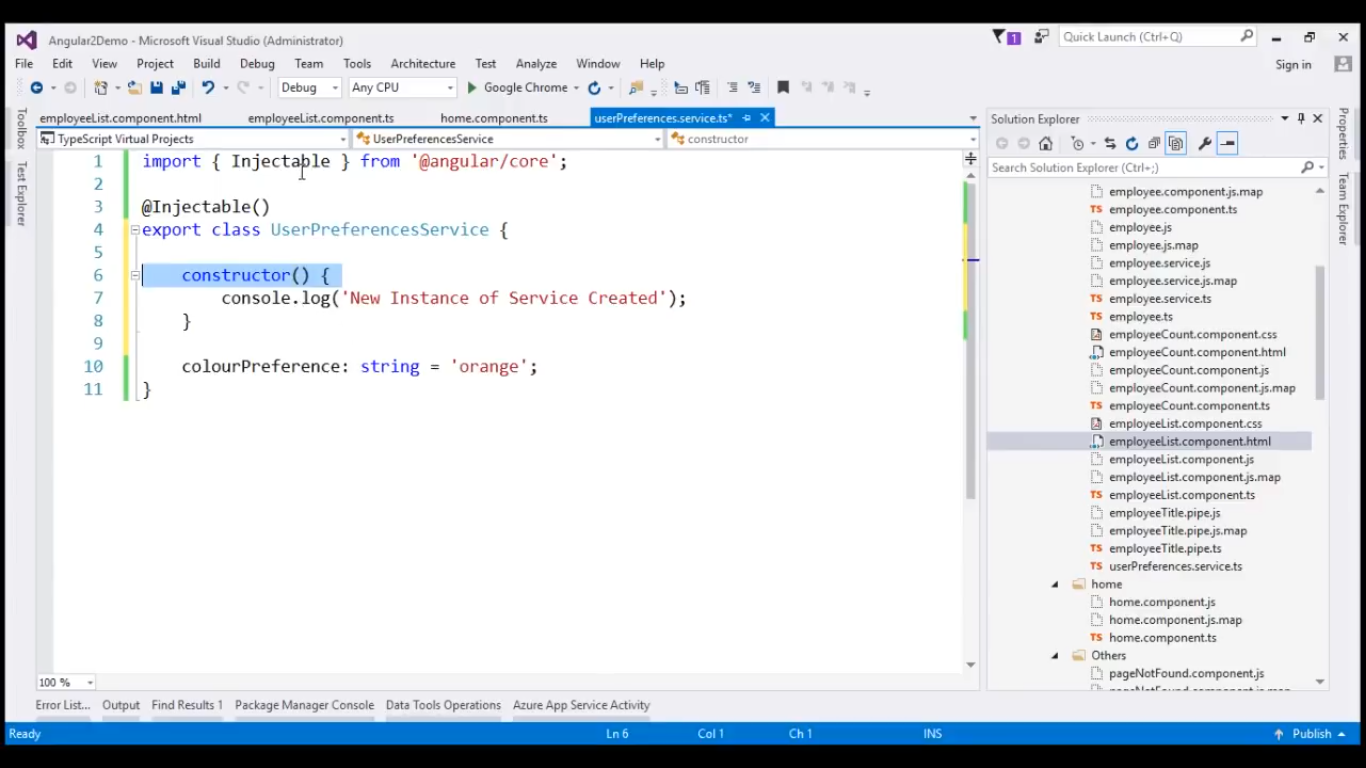 Angular2Demo - Microsoft Visual Studio (Administrator)
1
Quick Launch (Ctrl+Q)
File Edit View Project Build Debug Team Tools Architecture Test Analyze Window Help
Sign in
Debug Any CPU Google Chrome
employeeList.component.html employeeList.component.ts home.component.ts userPreferences.service.ts*
TypeScript Virtual Projects UserPreferencesService constructor
Toolbox
Test Explorer
1 import { Injectable } from '@angular/core';
2
3 @Injectable()
4 export class UserPreferencesService {
5
6 constructor() {
7 console.log('New Instance of Service Created');
8 }
9
10 colourPreference: string = 'orange';
11 }
100 %
Solution Explorer
Search Solution Explorer (Ctrl+;)
employee.component.js.map
TS employee.component.ts
employee.js
employee.js.map
employee.service.js
employee.service.js.map
TS employee.service.ts
TS employee.ts
employeeCount.component.css
employeeCount.component.html
employeeCount.component.js
employeeCount.component.js.map
TS employeeCount.component.ts
employeeList.component.css
employeeList.component.html
employeeList.component.js
employeeList.component.js.map
TS employeeList.component.ts
employeeTitle.pipe.js
employeeTitle.pipe.js.map
TS employeeTitle.pipe.ts
TS userPreferences.service.ts
home
home.component.js
home.component.js.map
TS home.component.ts
Others
pageNotFound.component.js
Properties
Team Explorer
Error List... Output Find Results 1 Package Manager Console Data Tools Operations Azure App Service Activity
Ready Ln 6 Col 1 Ch 1 INS Publish